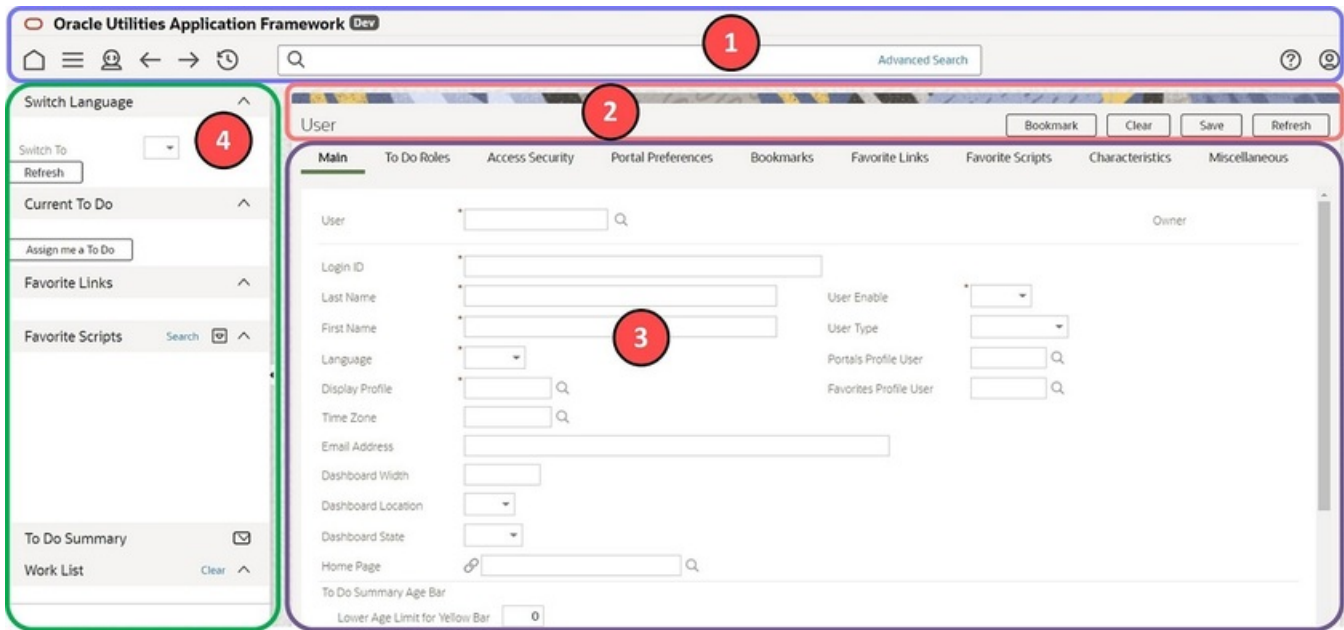 Oracle Utilities Application Framework Dev
1
Advanced Search
Switch Language
4
Switch To
Refresh
Current To Do
Assign me a To Do
Favorite Links
Favorite Scripts Search
To Do Summary
Work List Clear
2
User Bookmark Clear Save Refresh
Main To Do Roles Access Security Portal Preferences Bookmarks Favorite Links Favorite Scripts Characteristics Miscellaneous
User * Owner
Login ID *
Last Name * User Enable *
First Name * 3 User Type
Language * Portals Profile User
Display Profile * Favorites Profile User
Time Zone
Email Address
Dashboard Width
Dashboard Location
Dashboard State
Home Page
To Do Summary Age Bar
Lower Age Limit for Yellow Bar 0